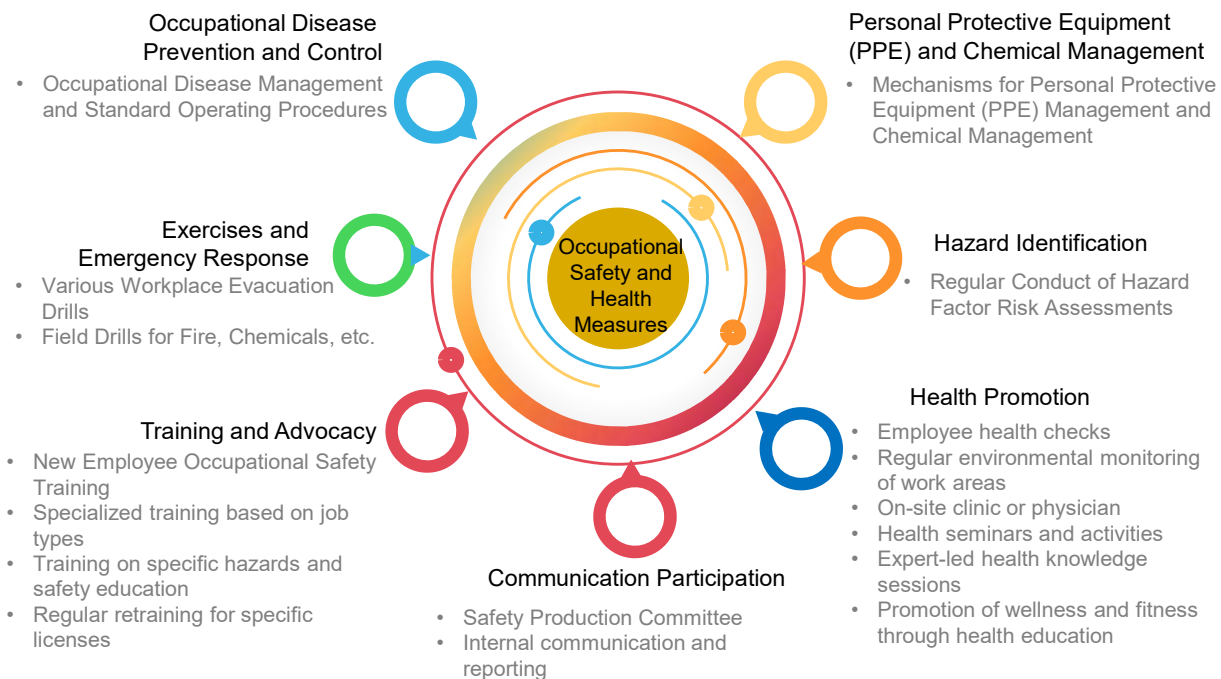 Occupational Disease
Prevention and Control
• Occupational Disease Management
and Standard Operating Procedures
Personal Protective Equipment
(PPE) and Chemical Management
• Mechanisms for Personal Protective
Equipment (PPE) Management and
Chemical Management
Exercises and
Emergency Response
• Various Workplace Evacuation
Drills
• Field Drills for Fire, Chemicals, etc.
Occupational
Safety and
Health
Measures
Hazard Identification
• Regular Conduct of Hazard
Factor Risk Assessments
Training and Advocacy
• New Employee Occupational Safety
Training
• Specialized training based on job
types
• Training on specific hazards and
safety education
• Regular retraining for specific
licenses
Communication Participation
• Safety Production Committee
• Internal communication and
reporting
Health Promotion
• Employee health checks
• Regular environmental monitoring
of work areas
• On-site clinic or physician
• Health seminars and activities
• Expert-led health knowledge
sessions
• Promotion of wellness and fitness
through health education